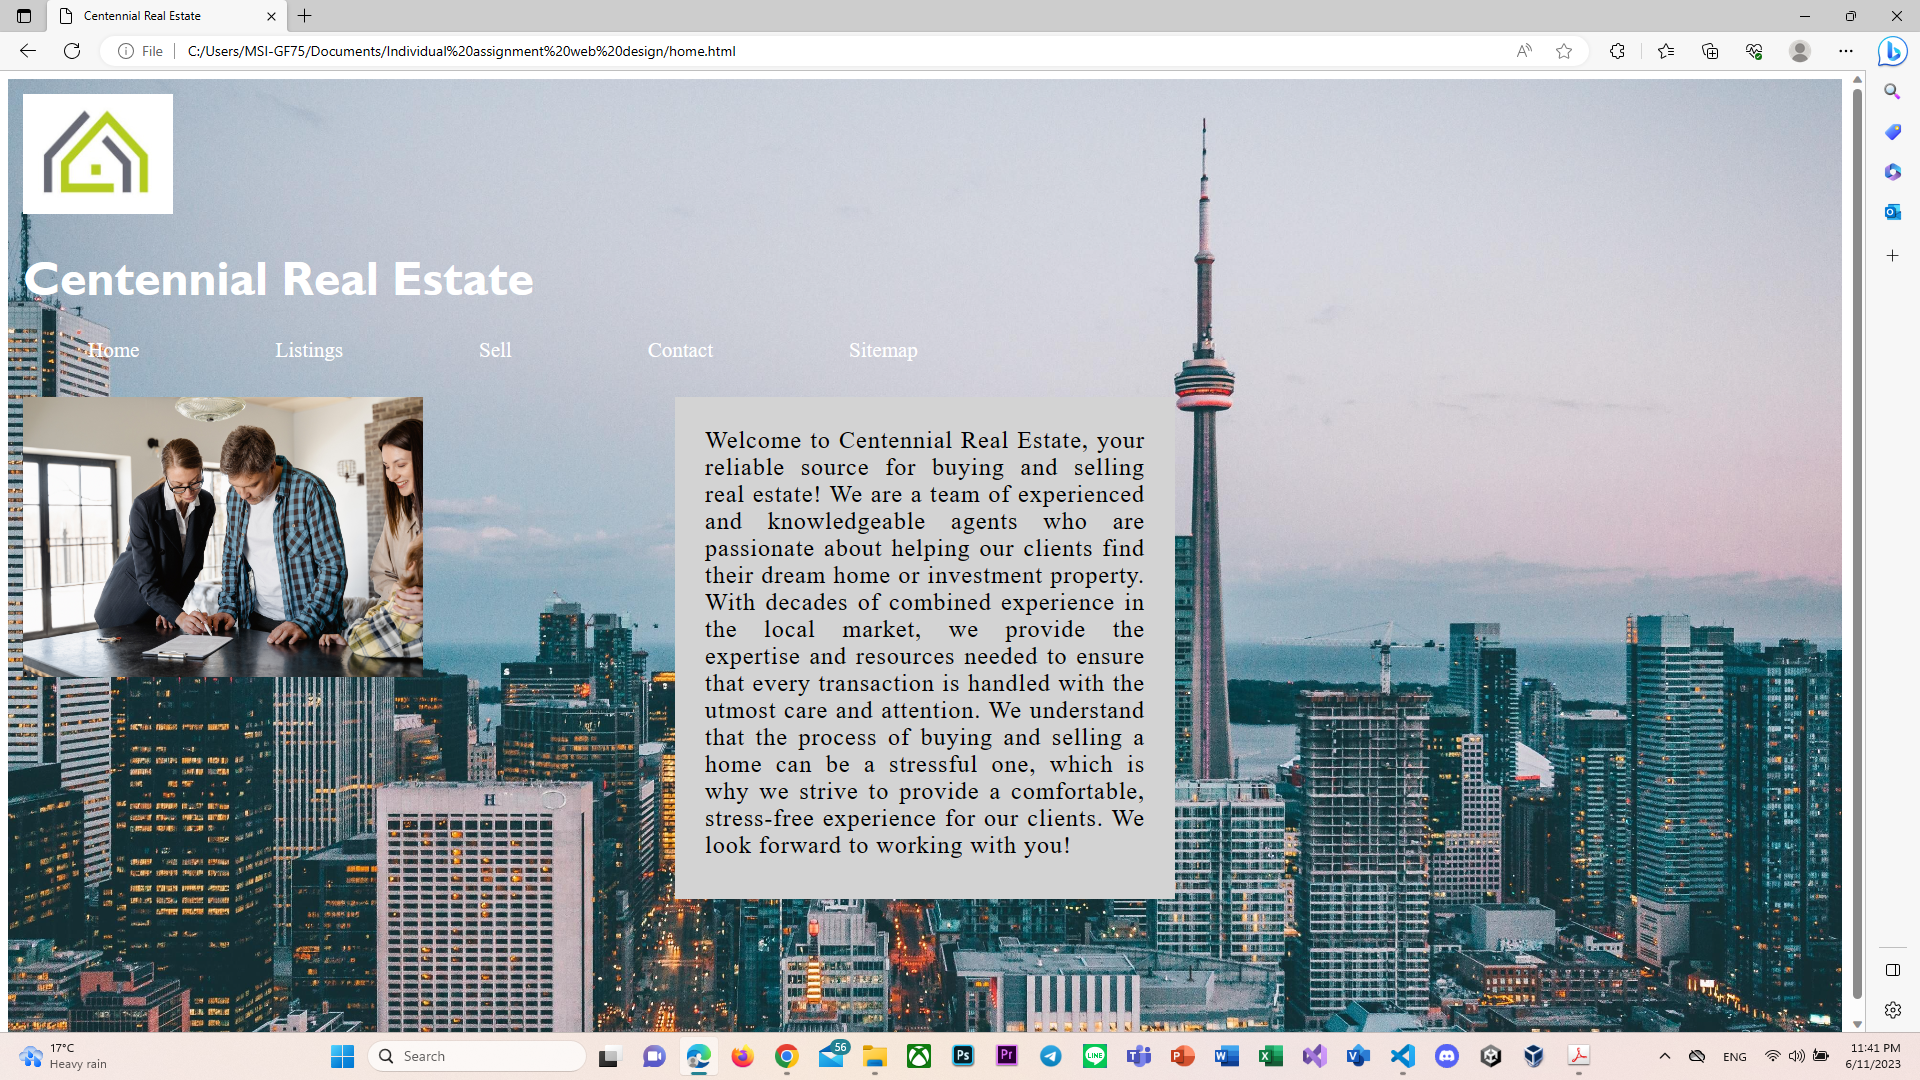 Centennial Real Estate
File
C:/Users/MSI-GF75/Documents/Individual%20assignment%20web%20design/home.html
Centennial Real Estate
Home Listings Sell Contact Sitemap
Welcome to Centennial Real Estate, your
reliable source for buying and selling
real estate! We are a team of experienced
and knowledgeable agents who are
passionate about helping our clients find
their dream home or investment property.
With decades of combined experience in
the local market, we provide the
expertise and resources needed to ensure
that every transaction is handled with the
utmost care and attention. We understand
that the process of buying and selling a
home can be a stressful one, which is
why we strive to provide a comfortable,
stress-free experience for our clients. We
look forward to working with you!
H
17°C
Heavy rain
Search
56
Ps
Pr
LINE
ENG
11:41 PM
6/11/2023